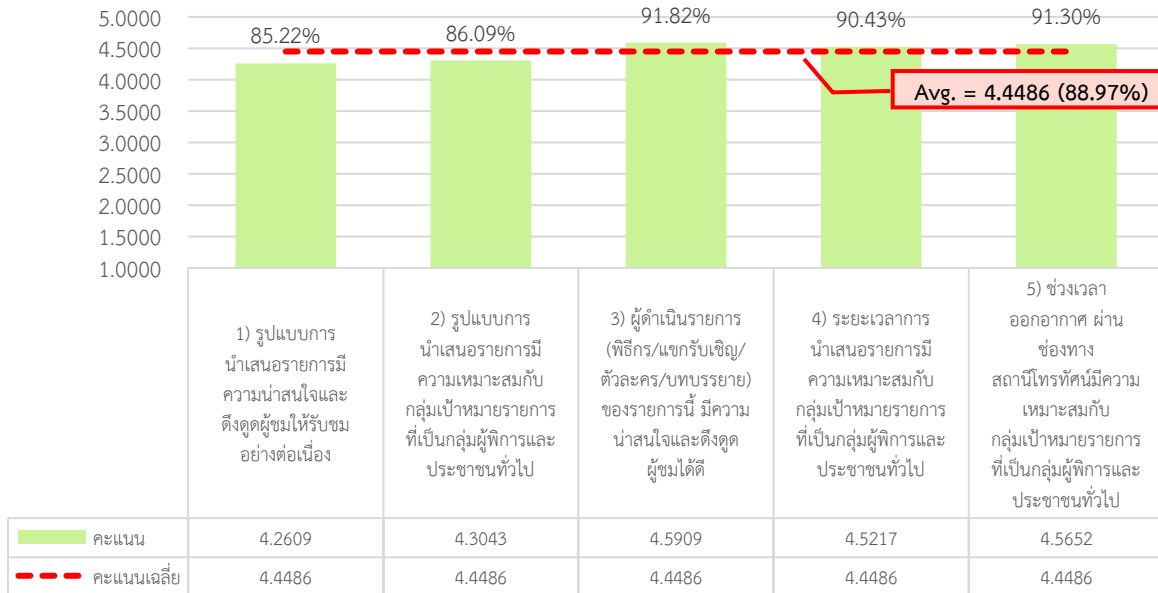 5.0000
4.5000
4.0000
3.5000
3.0000
2.5000
2.0000
1.5000
1.0000
85.22%
86.09%
91.82%
90.43%
91.30%
Avg. = 4.4486 (88.97%)
1) รูปแบบการ
นำเสนอรายการมี
ความน่าสนใจและ
ดึงดูดผู้ชมให้รับชม
อย่างต่อเนื่อง
2) รูปแบบการ
นำเสนอรายการมี
ความเหมาะสมกับ
กลุ่มเป้าหมายรายการ
ที่เป็นกลุ่มผู้พิการและ
ประชาชนทั่วไป
3) ผู้ดำเนินรายการ
(พิธีกร/แขกรับเชิญ/
ตัวละคร/บทบรรยาย)
ของรายการนี้ มีความ
น่าสนใจและดึงดูด
ผู้ชมได้ดี
4) ระยะเวลาการ
นำเสนอรายการมี
ความเหมาะสมกับ
กลุ่มเป้าหมายรายการ
ที่เป็นกลุ่มผู้พิการและ
ประชาชนทั่วไป
5) ช่วงเวลา
ออกอากาศ ผ่าน
ช่องทาง
สถานีโทรทัศน์มีความ
เหมาะสมกับ
กลุ่มเป้าหมายรายการ
ที่เป็นกลุ่มผู้พิการและ
ประชาชนทั่วไป
คะแนน 4.2609 4.3043 4.5909 4.5217 4.5652
คะแนนเฉลี่ย 4.4486 4.4486 4.4486 4.4486 4.4486